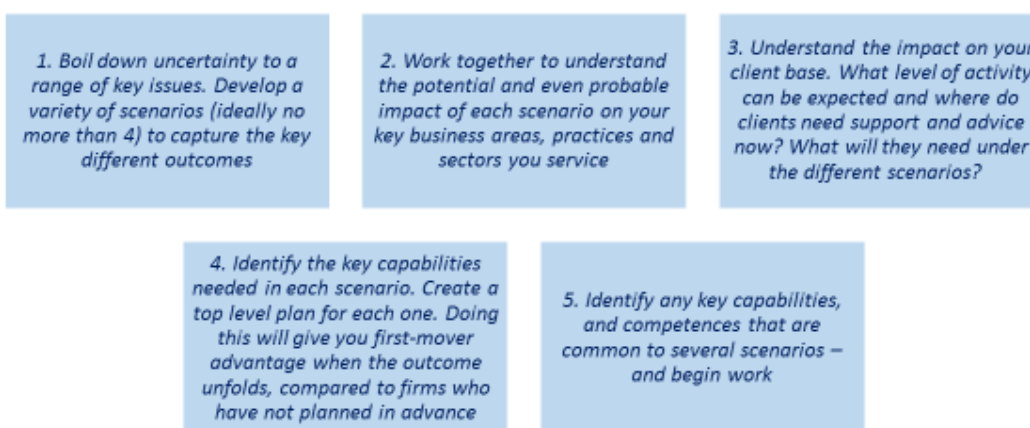 1. Boil down uncertainty to a
range of key issues. Develop a
variety of scenarios (ideally no
more than 4) to capture the key
different outcomes
2. Work together to understand
the potential and even probable
impact of each scenario on your
key business areas, practices and
sectors you service
3. Understand the impact on your
client base. What level of activity
can be expected and where do
clients need support and advice
now? What will they need under
the different scenarios?
4. Identify the key capabilities
needed in each scenario. Create a
top level plan for each one. Doing
this will give you first-mover
advantage when the outcome
unfolds, compared to firms who
have not planned in advance
5. Identify any key capabilities,
and competences that are
common to several scenarios –
and begin work